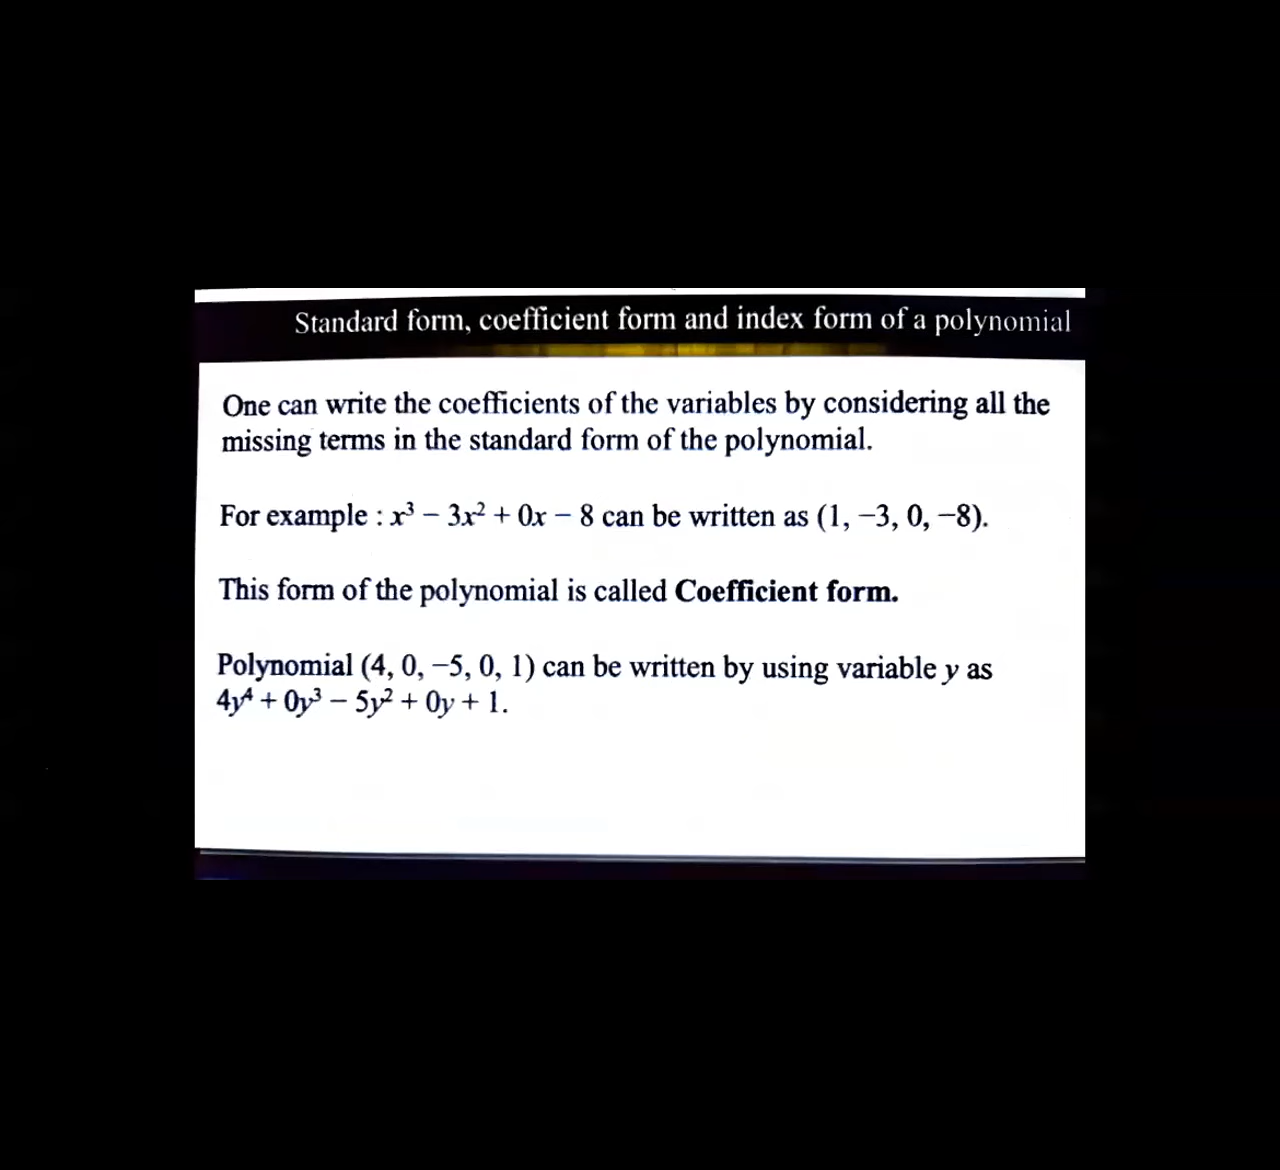 Standard form, coefficient form and index form of a polynomial
One can write the coefficients of the variables by considering all the
missing terms in the standard form of the polynomial.
For example : x³ – 3x² + 0x – 8 can be written as (1, –3, 0, –8).
This form of the polynomial is called Coefficient form.
Polynomial (4, 0, –5, 0, 1) can be written by using variable y as
4y⁴ + 0y³ – 5y² + 0y + 1.